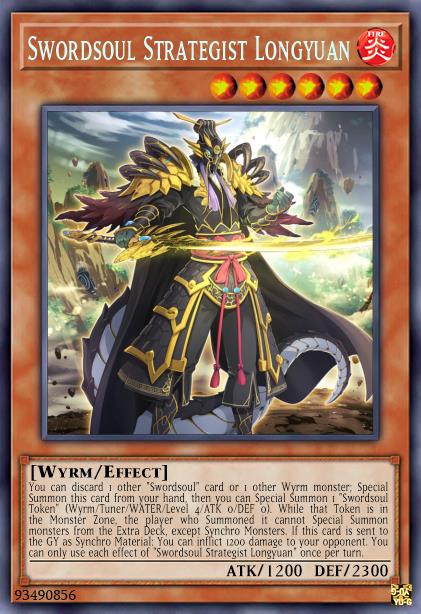 Swordsoul Strategist Longyuan
FIRE
炎
[Wyrm/Effect]
You can discard 1 other "Swordsoul" card or 1 other Wyrm monster; Special
Summon this card from your hand, then you can Special Summon 1 "Swordsoul
Token" (Wyrm/Tuner/WATER/Level 4/ATK 0/DEF 0). While that Token is in
the Monster Zone, the player who Summoned it cannot Special Summon
monsters from the Extra Deck, except Synchro Monsters. If this card is sent to
the GY as Synchro Material: You can inflict 1200 damage to your opponent. You
can only use each effect of "Swordsoul Strategist Longyuan" once per turn.
ATK/1200 DEF/2300
93490856